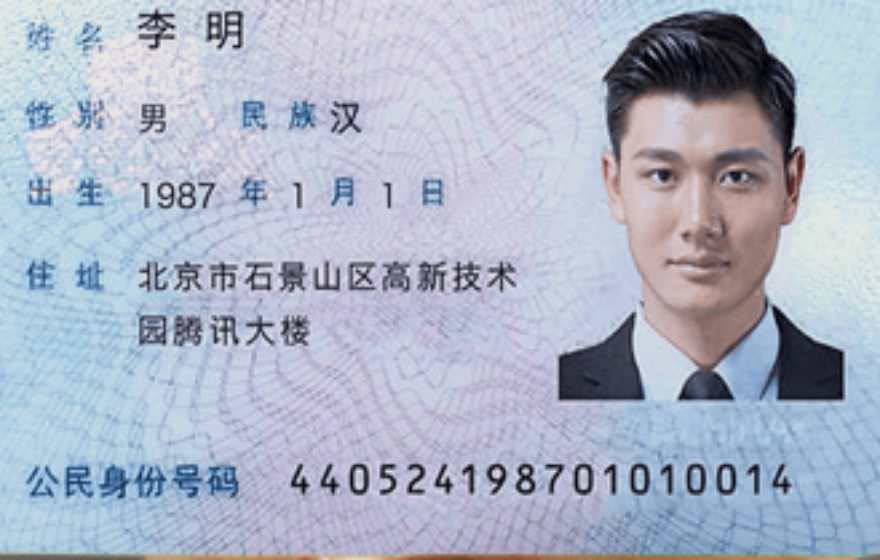 姓名 李明
性别 男 民族 汉
出生 1987 年 1 月 1 日
住址 北京市石景山区高新技术
园腾讯大楼
公民身份号码 440524198701010014